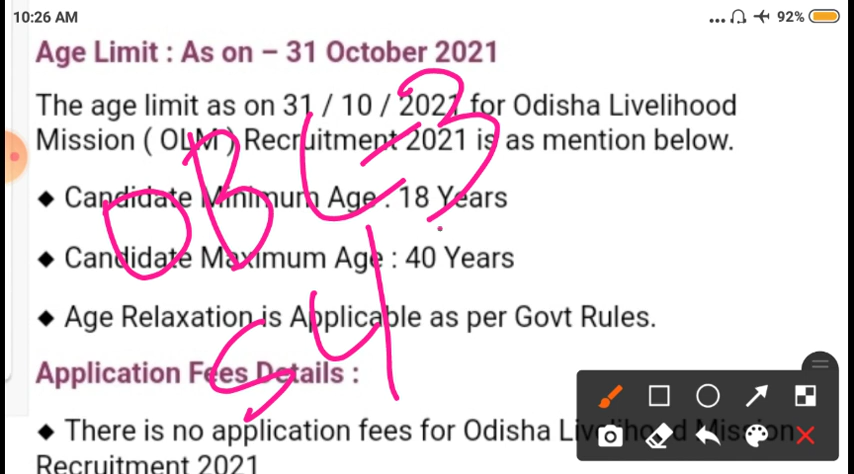 10:26 AM ... 92%
Age Limit : As on – 31 October 2021
The age limit as on 31 / 10 / 2021 for Odisha Livelihood
Mission ( OLM ) Recruitment 2021 is as mention below.
◆ Candidate Minimum Age : 18 Years
◆ Candidate Maximum Age : 40 Years
◆ Age Relaxation is Applicable as per Govt Rules.
Application Fees Details :
◆ There is no application fees for Odisha Livelihood Mission
Recruitment 2021
OBC = 3